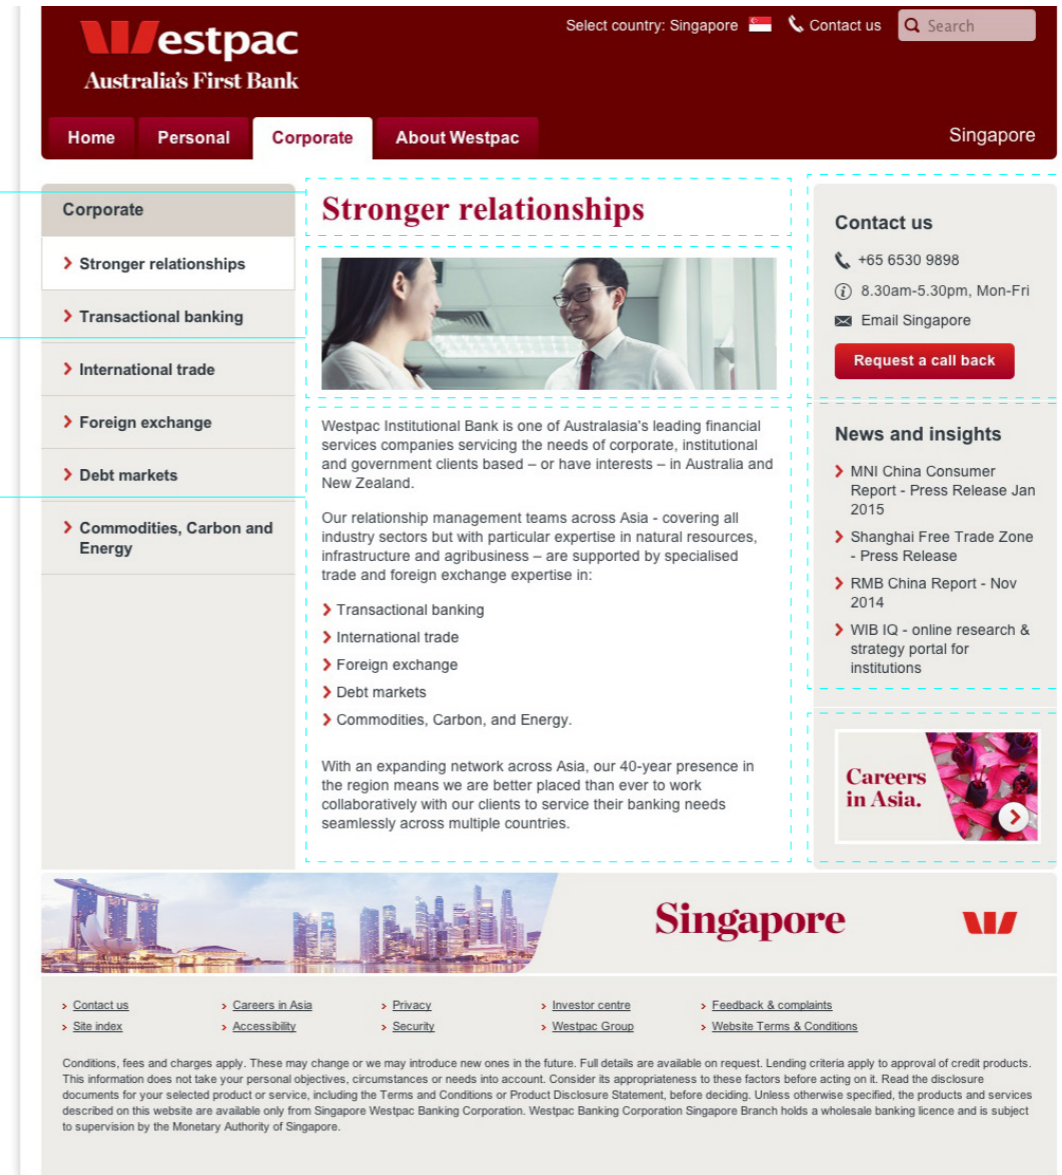 Westpac
Australia's First Bank
Select country: Singapore
Contact us
Search
Home
Personal
Corporate
About Westpac
Singapore
Corporate
Stronger relationships
Transactional banking
International trade
Foreign exchange
Debt markets
Commodities, Carbon and
Energy
Stronger relationships
Westpac Institutional Bank is one of Australasia's leading financial
services companies servicing the needs of corporate, institutional
and government clients based – or have interests – in Australia and
New Zealand.
Our relationship management teams across Asia - covering all
industry sectors but with particular expertise in natural resources,
infrastructure and agribusiness – are supported by specialised
trade and foreign exchange expertise in:
Transactional banking
International trade
Foreign exchange
Debt markets
Commodities, Carbon, and Energy.
With an expanding network across Asia, our 40-year presence in
the region means we are better placed than ever to work
collaboratively with our clients to service their banking needs
seamlessly across multiple countries.
Contact us
+65 6530 9898
8.30am-5.30pm, Mon-Fri
Email Singapore
Request a call back
News and insights
MNI China Consumer
Report - Press Release Jan
2015
Shanghai Free Trade Zone
- Press Release
RMB China Report - Nov
2014
WIB IQ - online research &
strategy portal for
institutions
Careers
in Asia.
Singapore
Contact us
Careers in Asia
Privacy
Investor centre
Feedback & complaints
Site index
Accessibility
Security
Westpac Group
Website Terms & Conditions
Conditions, fees and charges apply. These may change or we may introduce new ones in the future. Full details are available on request. Lending criteria apply to approval of credit products.
This information does not take your personal objectives, circumstances or needs into account. Consider its appropriateness to these factors before acting on it. Read the disclosure
documents for your selected product or service, including the Terms and Conditions or Product Disclosure Statement, before deciding. Unless otherwise specified, the products and services
described on this website are available only from Singapore Westpac Banking Corporation. Westpac Banking Corporation Singapore Branch holds a wholesale banking licence and is subject
to supervision by the Monetary Authority of Singapore.